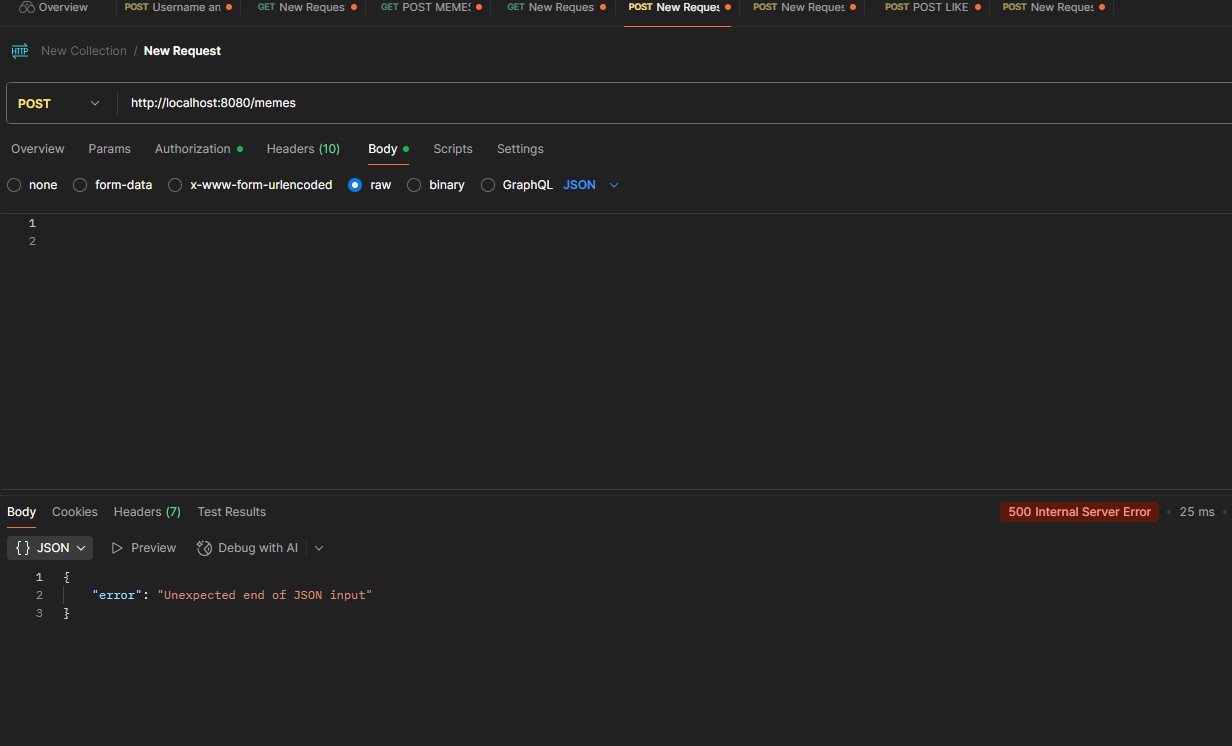 Overview POST Username an GET New Reques GET POST MEME GET New Reques POST New Reques POST New Reques POST POST LIKE POST New Reques
HTTP New Collection / New Request
POST http://localhost:8080/memes
Overview Params Authorization Headers (10) Body Scripts Settings
none form-data x-www-form-urlencoded raw binary GraphQL JSON
1
2
Body Cookies Headers (7) Test Results 500 Internal Server Error 25 ms
{} JSON Preview Debug with AI
1 {
2 "error": "Unexpected end of JSON input"
3 }